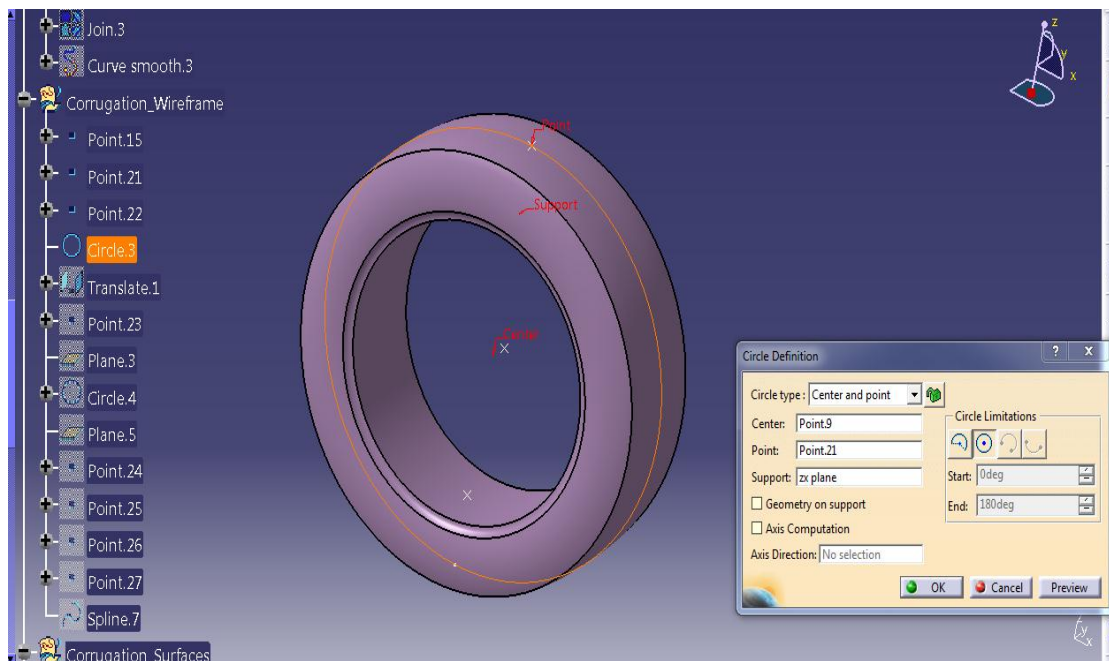 Join.3
Curve smooth.3
Corrugation_Wireframe
Point.15
Point.21
Point.22
Circle.3
Translate.1
Point.23
Plane.3
Circle.4
Plane.5
Point.24
Point.25
Point.26
Point.27
Spline.7
Corrugation_Surfaces
Point
Support
Center
z
y
x
Circle Definition
? X
Circle type : Center and point
Center: Point.9
Point: Point.21
Support: zx plane
Geometry on support
Axis Computation
Axis Direction: No selection
Circle Limitations
Start: 0deg
End: 180deg
OK Cancel Preview
y
x